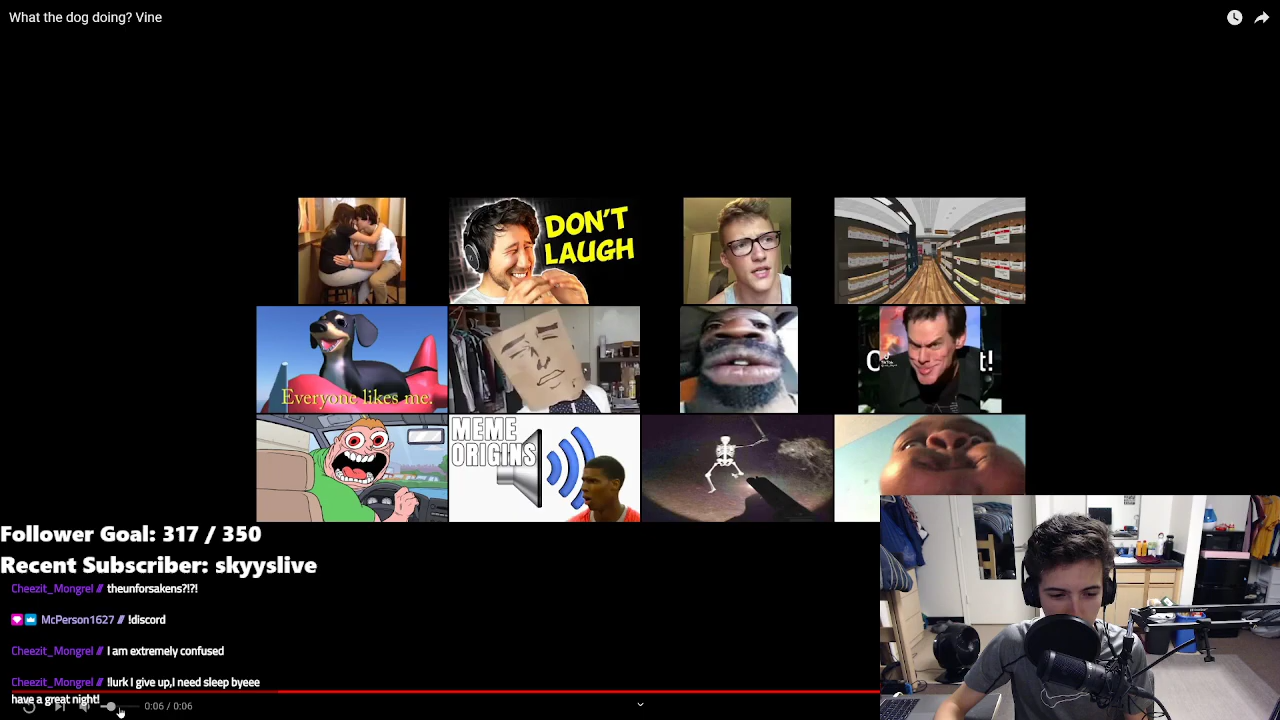 What the dog doing? Vine
DON'T
LAUGH
Everyone likes me.
MEME
ORIGINS
Follower Goal: 317 / 350
Recent Subscriber: skyyslive
Cheezit_Mongrel // theunforsakens?!?!
McPerson1627 // !discord
Cheezit_Mongrel // I am extremely confused
Cheezit_Mongrel // !lurk I give up,I need sleep byeee
have a great night!
0:06 / 0:06